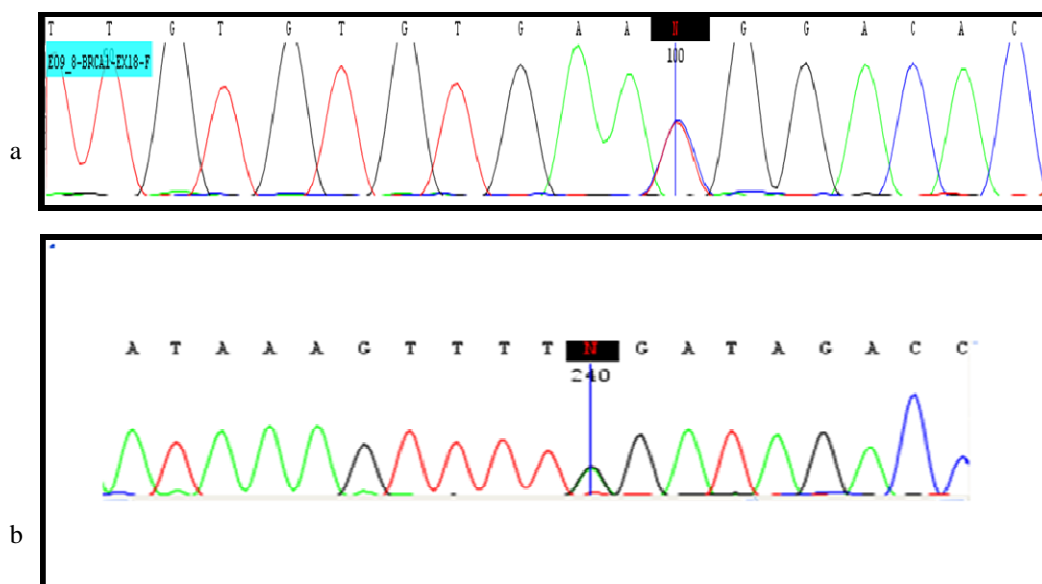 T T G T G T G T G A A N G G A C A C
100
E09_8-BRCA1-EX18-F
a
A T A A A G T T T T N G A T A G A C C
240
b